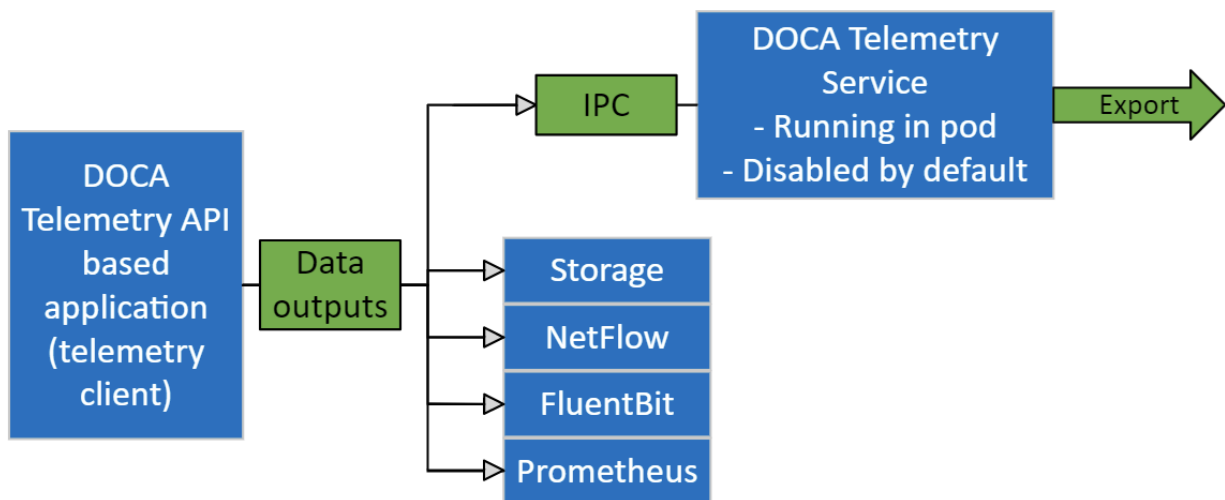 DOCA
Telemetry API
based
application
(telemetry
client)
Data
outputs
IPC
DOCA Telemetry
Service
- Running in pod
- Disabled by default
Export
Storage
NetFlow
FluentBit
Prometheus